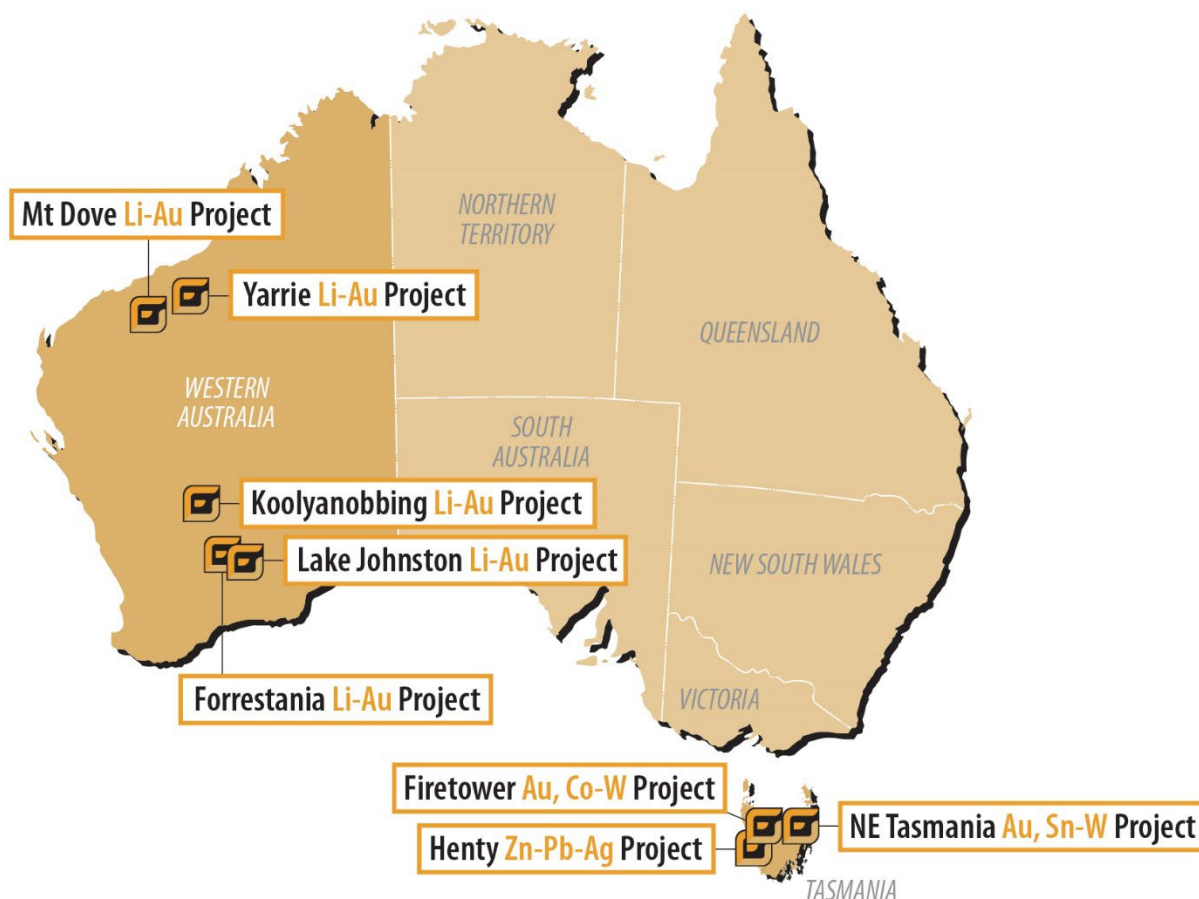 Mt Dove Li-Au Project
Yarrie Li-Au Project
NORTHERN
TERRITORY
QUEENSLAND
WESTERN
AUSTRALIA
SOUTH
AUSTRALIA
Koolyanobbing Li-Au Project
Lake Johnston Li-Au Project
NEW SOUTH WALES
Forrestania Li-Au Project
VICTORIA
Firetower Au, Co-W Project
NE Tasmania Au, Sn-W Project
Henty Zn-Pb-Ag Project
TASMANIA